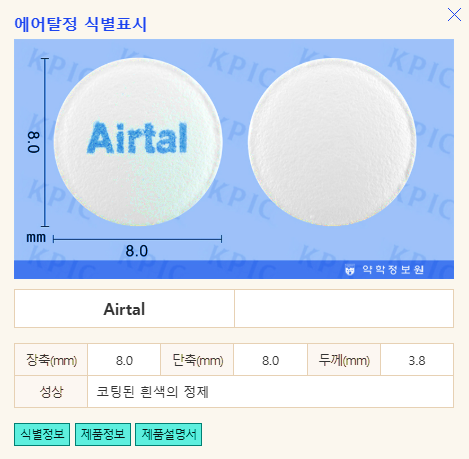 에어탈정 식별표시
KPIC KPIC KPIC
8.0
Airtal
mm
8.0
약학정보원
Airtal
장축(mm) 8.0 단축(mm) 8.0 두께(mm) 3.8
성상 코팅된 흰색의 정제
식별정보 제품정보 제품설명서